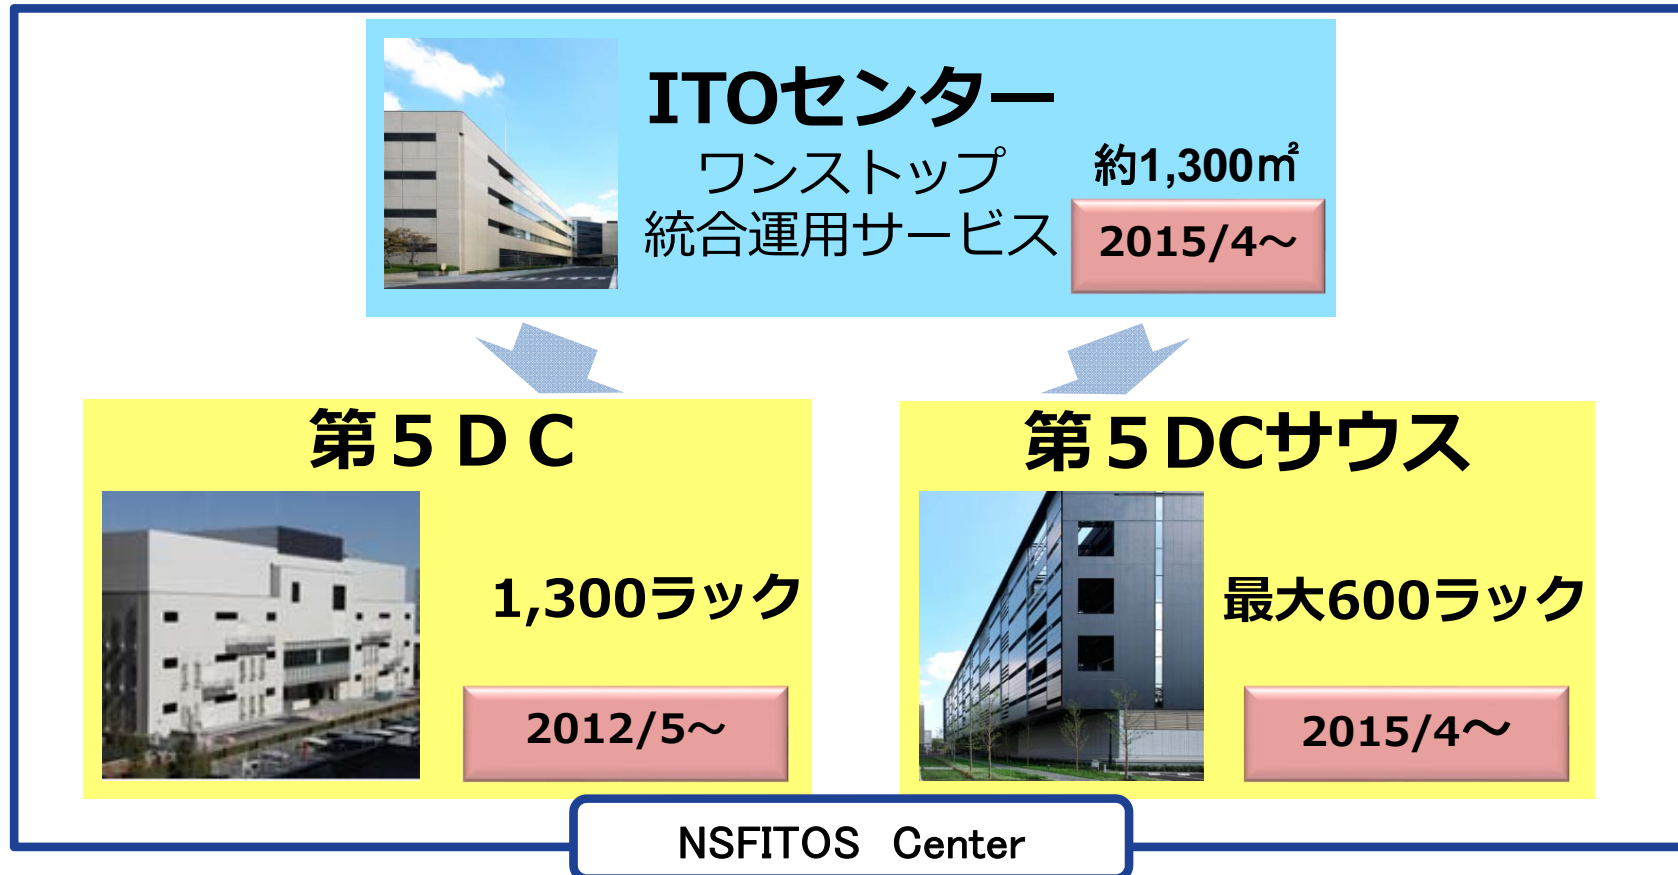 ITOセンター
ワンストップ
統合運用サービス
約1,300㎡
2015/4～
第５ＤＣ
1,300ラック
2012/5～
第５DCサウス
最大600ラック
2015/4～
NSFITOS　Center